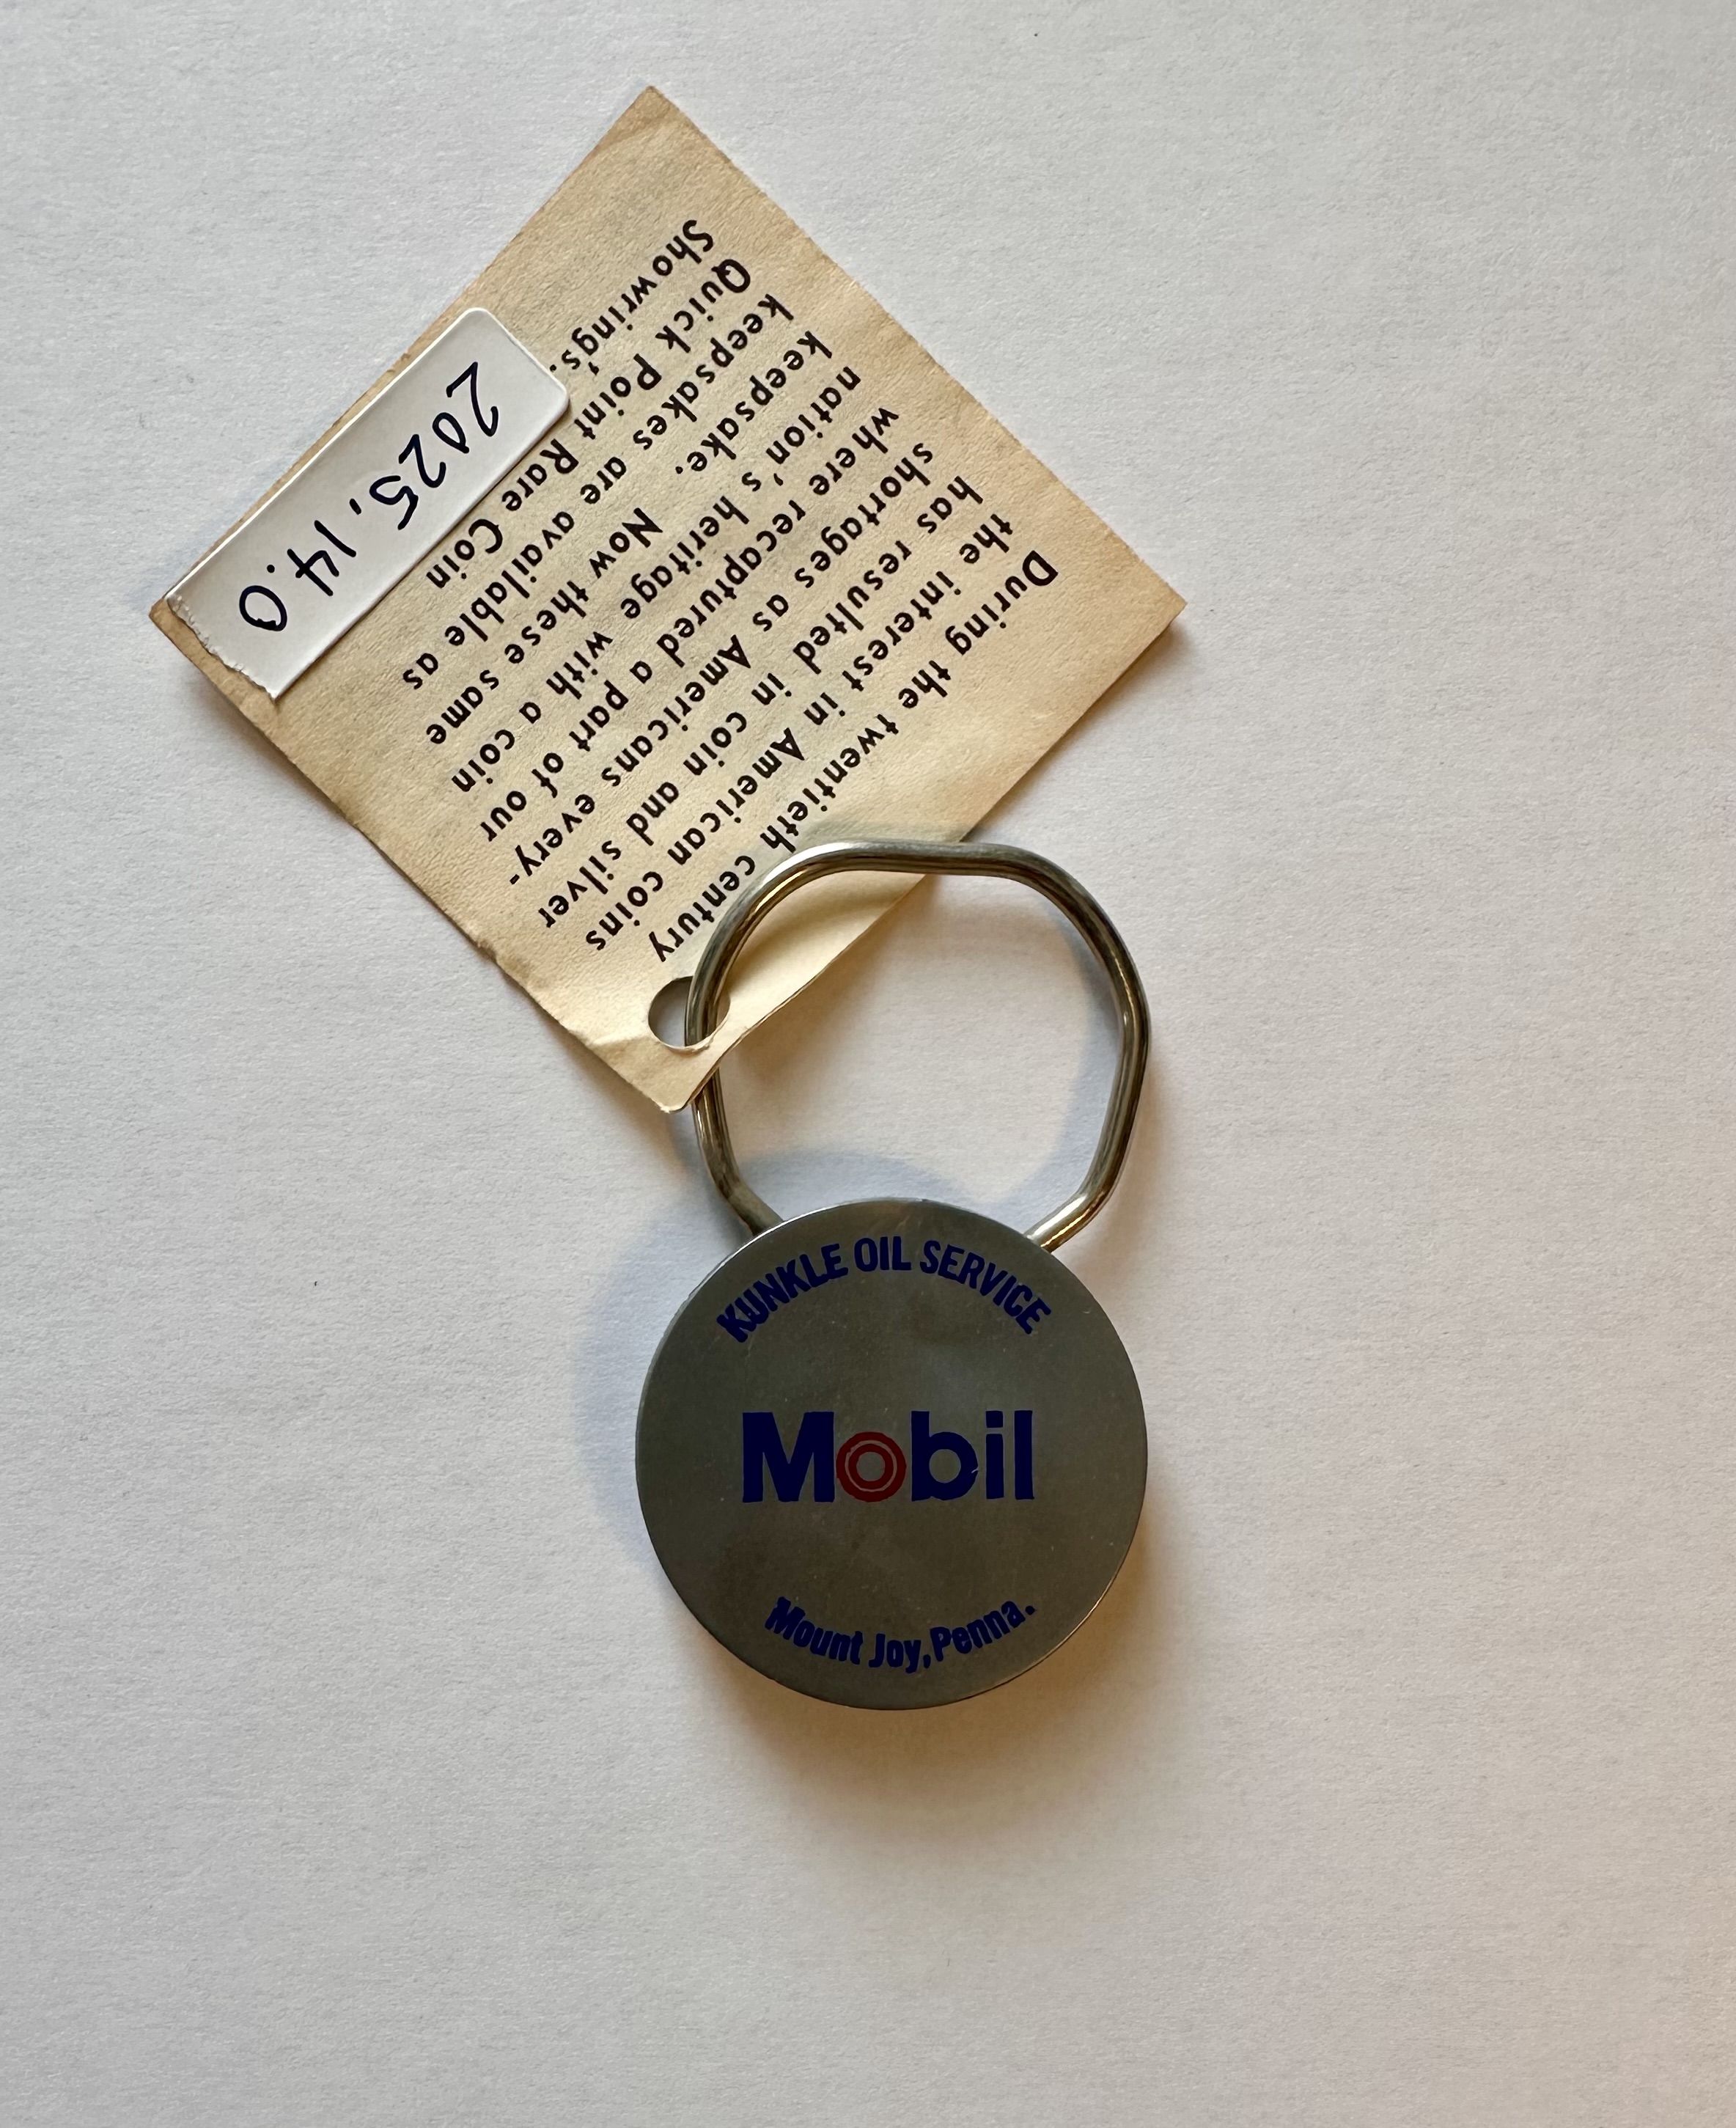 During the twentieth century
the interest in American coins
has resulted in coin and silver
shortages as Americans every-
where recaptured a part of our
nation's heritage with a coin
keepsake. Now these same
keepsakes are available as
Quick Point Rare Coin
Showrings.
2025.14.0
KUNKLE OIL SERVICE
Mobil
Mount Joy, Penna.